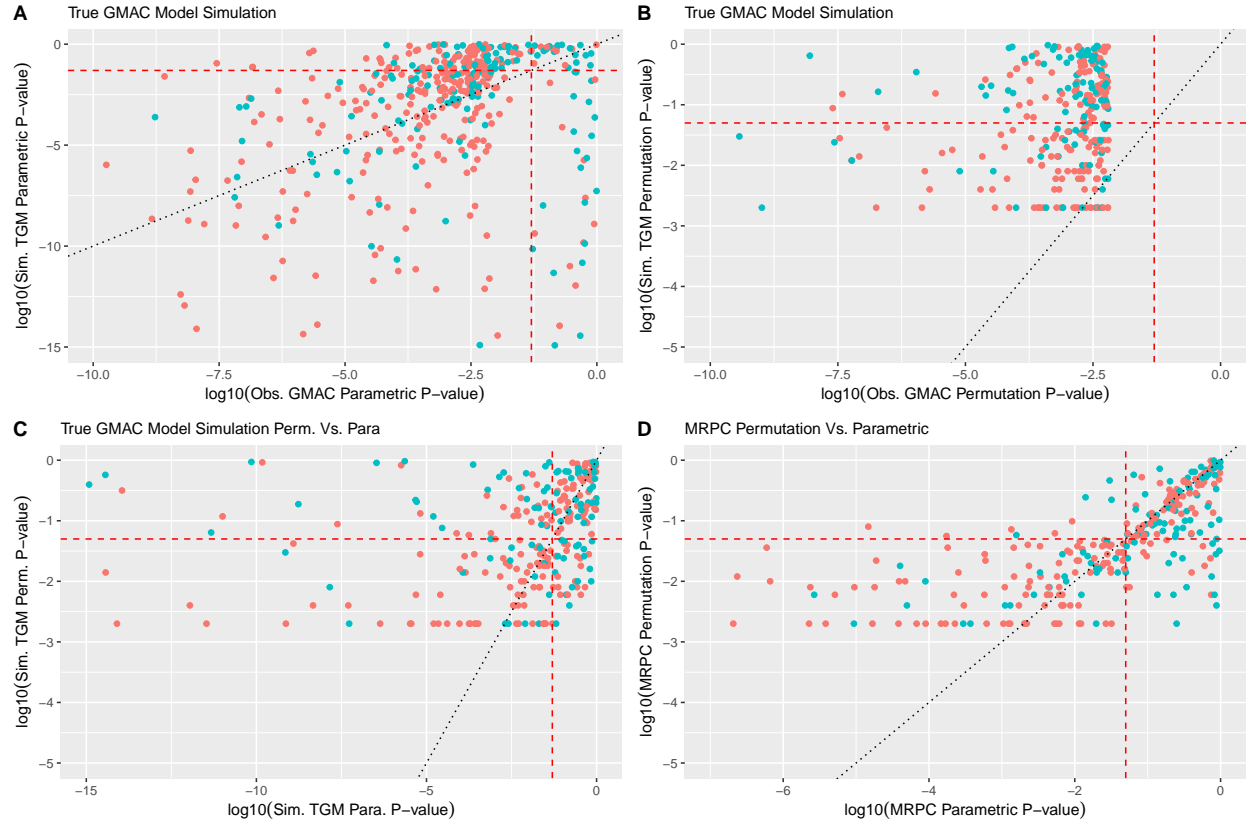 A
True GMAC Model Simulation
log10(Sim. TGM Parametric P−value)
0
−5
−10
−15
−10.0
−7.5
−5.0
−2.5
0.0
log10(Obs. GMAC Parametric P−value)
B
True GMAC Model Simulation
log10(Sim. TGM Permutation P−value)
0
−1
−2
−3
−4
−5
−10.0
−7.5
−5.0
−2.5
0.0
log10(Obs. GMAC Permutation P−value)
C
True GMAC Model Simulation Perm. Vs. Para
log10(Sim. TGM Perm. P−value)
0
−1
−2
−3
−4
−5
−15
−10
−5
0
log10(Sim. TGM Para. P−value)
D
MRPC Permutation Vs. Parametric
log10(MRPC Permutation P−value)
0
−1
−2
−3
−4
−5
−6
−4
−2
0
log10(MRPC Parametric P−value)